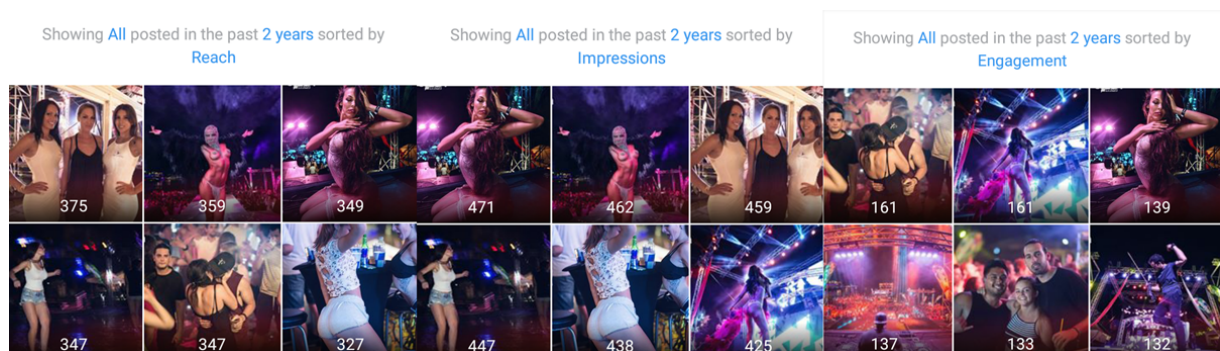 Showing All posted in the past 2 years sorted by
Reach
375 359 349
347 347 327
Showing All posted in the past 2 years sorted by
Impressions
471 462 459
447 438 425
Showing All posted in the past 2 years sorted by
Engagement
161 161 139
137 133 132